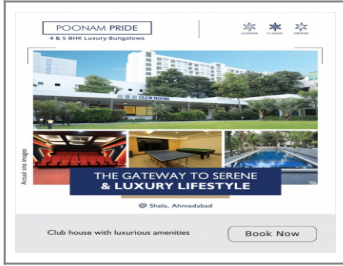 POONAM PRIDE
4 & 5 BHK Luxury Bungalows
CLASSIC
Actual site images
THE GATEWAY TO SERENE
& LUXURY LIFESTYLE
@ Shela, Ahmedabad
Club house with luxurious amenities
Book Now